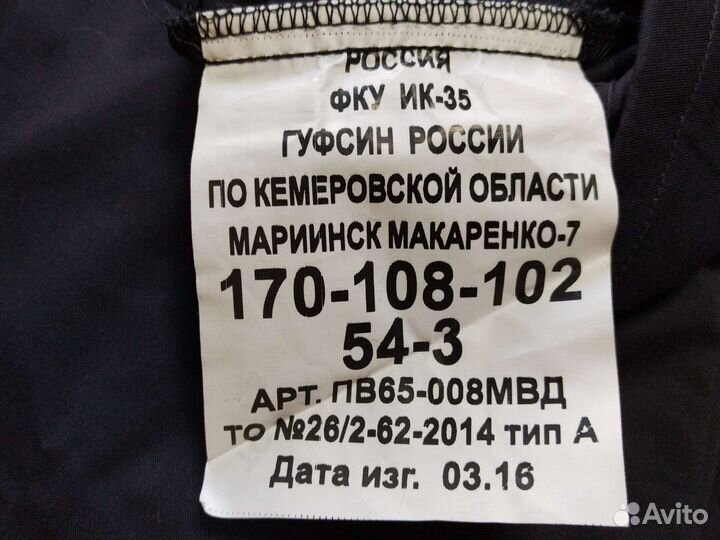 РОССИЯ
ФКУ ИК-35
ГУФСИН РОССИИ
ПО КЕМЕРОВСКОЙ ОБЛАСТИ
МАРИИНСК МАКАРЕНКО-7
170-108-102
54-3
АРТ. ПВ65-008МВД
ТО №26/2-62-2014 тип А
Дата изг. 03.16
Avito